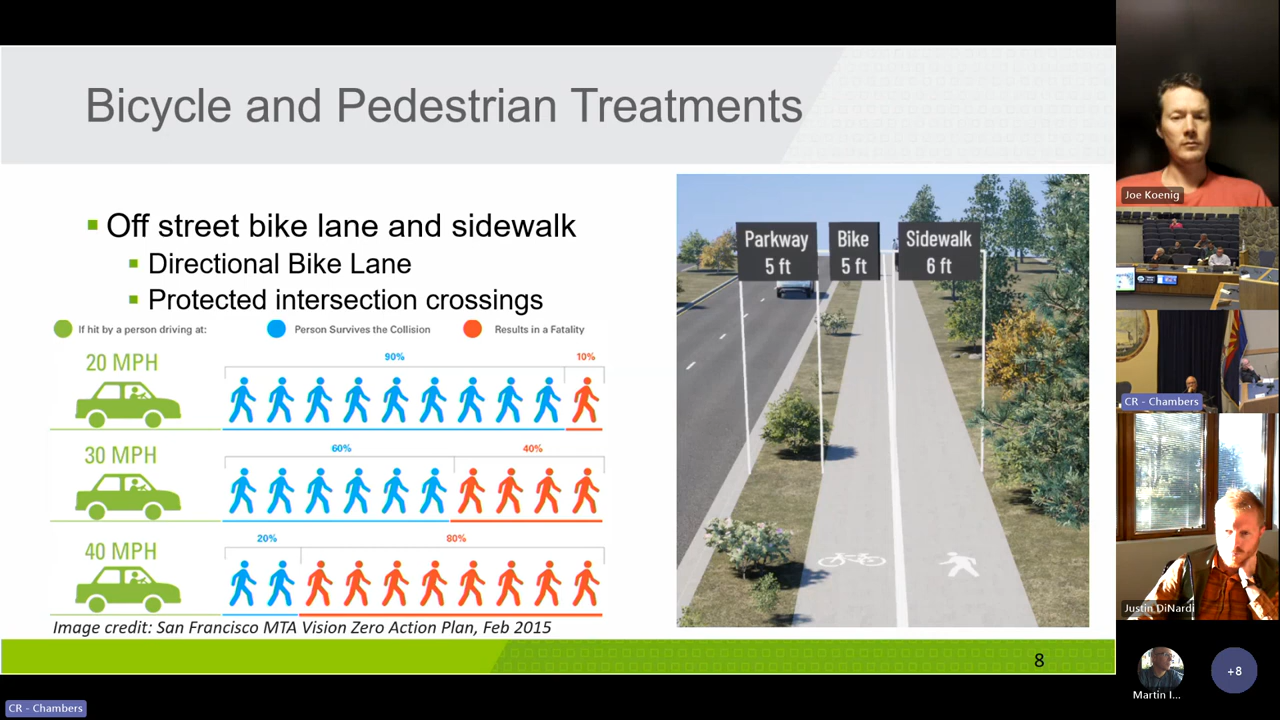 Bicycle and Pedestrian Treatments
Off street bike lane and sidewalk
Directional Bike Lane
Protected intersection crossings
If hit by a person driving at:
Person Survives the Collision
Results in a Fatality
20 MPH
90%
10%
30 MPH
60%
40%
40 MPH
20%
80%
Image credit: San Francisco MTA Vision Zero Action Plan, Feb 2015
Parkway
5 ft
Bike
5 ft
Sidewalk
6 ft
8
CR - Chambers
Joe Koenig
CR - Chambers
Justin DiNardi
Martin I...
+8